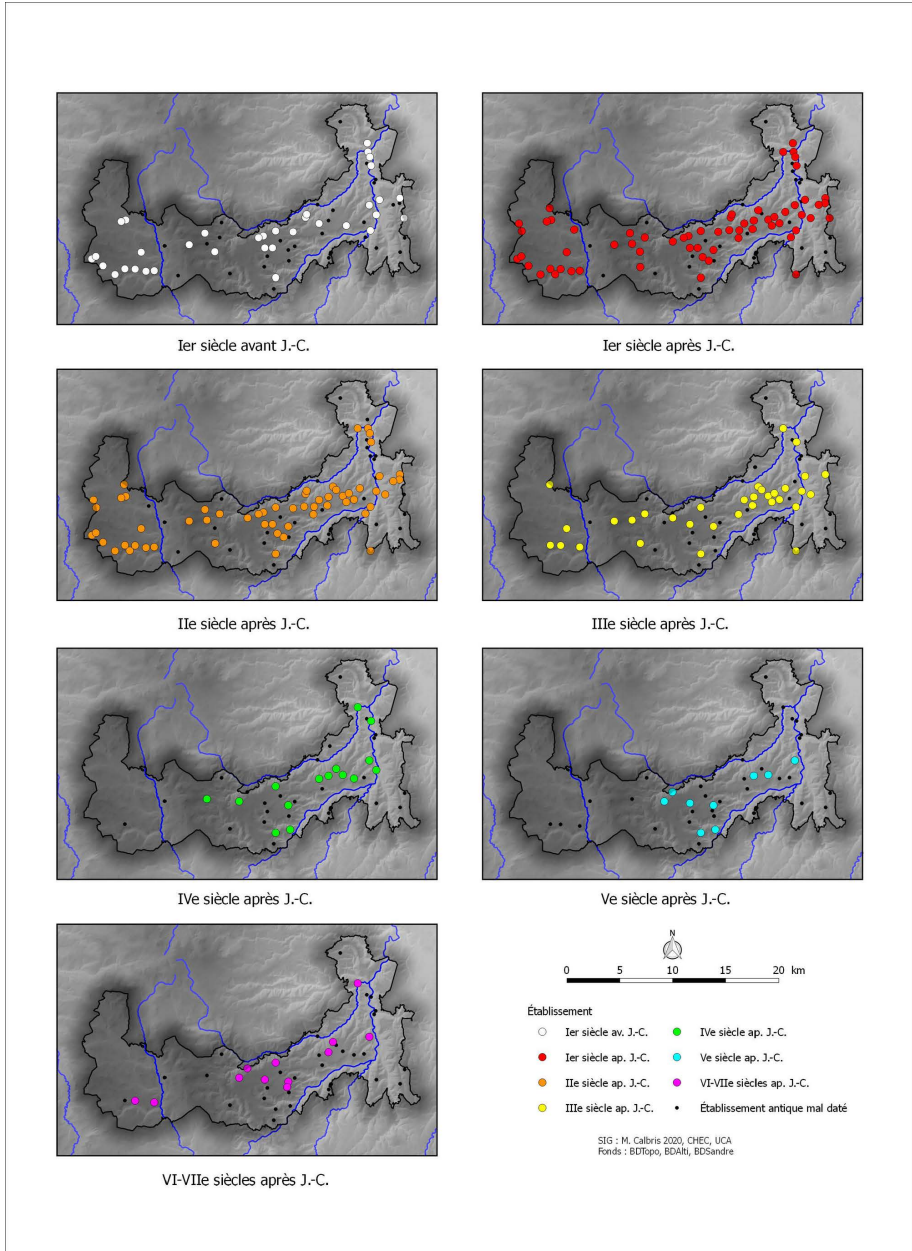 Ier siècle avant J.-C.
Ier siècle après J.-C.
IIe siècle après J.-C.
IIIe siècle après J.-C.
IVe siècle après J.-C.
Ve siècle après J.-C.
VI-VIIe siècles après J.-C.
N
0 5 10 15 20 km
Établissement
Ier siècle av. J.-C.
Ier siècle ap. J.-C.
IIe siècle ap. J.-C.
IIIe siècle ap. J.-C.
IVe siècle ap. J.-C.
Ve siècle ap. J.-C.
VI-VIIe siècles ap. J.-C.
Établissement antique mal daté
SIG : M. Calbris 2020, CHEC, UCA
Fonds : BDTopo, BDAlti, BDSandre